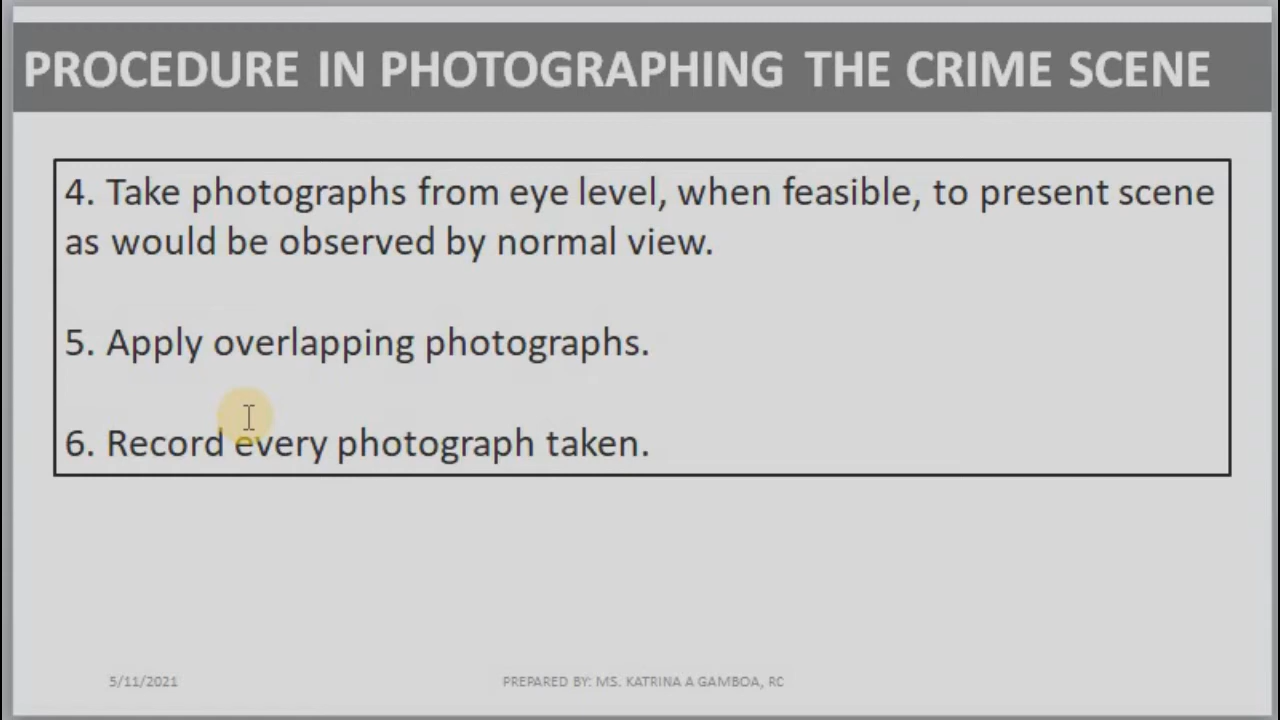 PROCEDURE IN PHOTOGRAPHING THE CRIME SCENE
4. Take photographs from eye level, when feasible, to present scene
as would be observed by normal view.
5. Apply overlapping photographs.
6. Record every photograph taken.
5/11/2021
PREPARED BY: MS. KATRINA A GAMBOA, RC